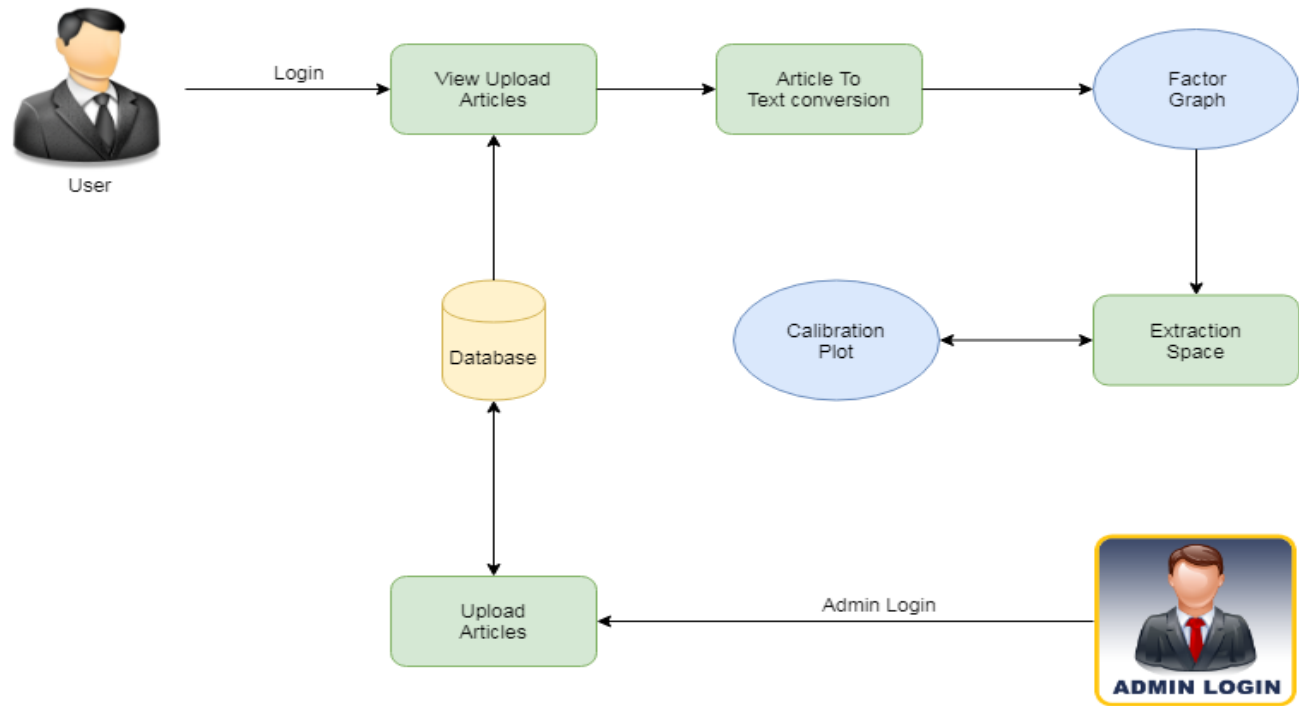 Login
View Upload
Articles
Article To
Text conversion
Factor
Graph
User
Database
Calibration
Plot
Extraction
Space
Upload
Articles
Admin Login
ADMIN LOGIN